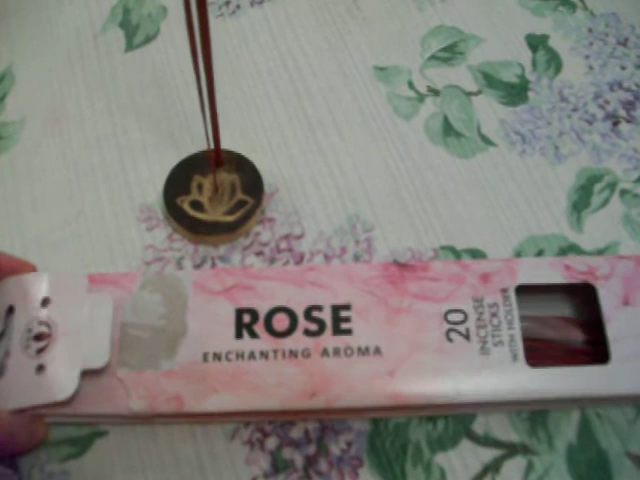 ROSE
ENCHANTING AROMA
20
INCENSE
STICKS
WITH HOLDER